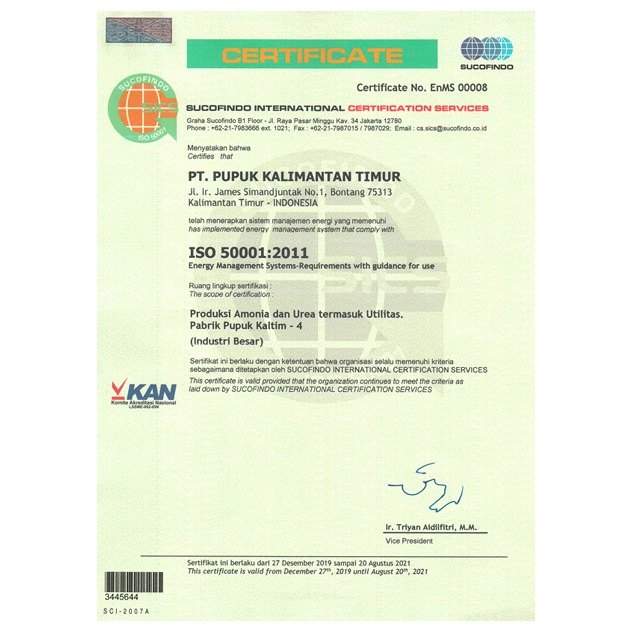 CERTIFICATE
SUCOFINDO
Certificate No. EnMS 00008
SUCOFINDO
SICS
ISO 50001
SUCOFINDO INTERNATIONAL CERTIFICATION SERVICES
Graha Sucofindo B1 Floor - Jl. Raya Pasar Minggu Kav. 34 Jakarta 12780
Phone : +62-21-7983666 ext. 1021; Fax : +62-21-7987015 / 7987029; Email : cs.sics@sucofindo.co.id
Menyatakan bahwa
Certifies that
PT. PUPUK KALIMANTAN TIMUR
Jl. Ir. James Simandjuntak No.1, Bontang 75313
Kalimantan Timur - INDONESIA
telah menerapkan sistem manajemen energi yang memenuhi
has implemented energy management system that comply with
ISO 50001:2011
Energy Management Systems-Requirements with guidance for use
Ruang lingkup sertifikasi :
The scope of certification :
Produksi Amonia dan Urea termasuk Utilitas.
Pabrik Pupuk Kaltim - 4
(Industri Besar)
Sertifikat ini berlaku dengan ketentuan bahwa organisasi selalu memenuhi kriteria
sebagaimana ditetapkan oleh SUCOFINDO INTERNATIONAL CERTIFICATION SERVICES
This certificate is valid provided that the organization continues to meet the criteria as
laid down by SUCOFINDO INTERNATIONAL CERTIFICATION SERVICES
KAN
Komite Akreditasi Nasional
LSSME-002-IDN
Ir. Triyan Aidilfitri, M.M.
Vice President
Sertifikat ini berlaku dari 27 Desember 2019 sampai 20 Agustus 2021
This certificate is valid from December 27th, 2019 until August 20th, 2021
3445644
SCI-2007A